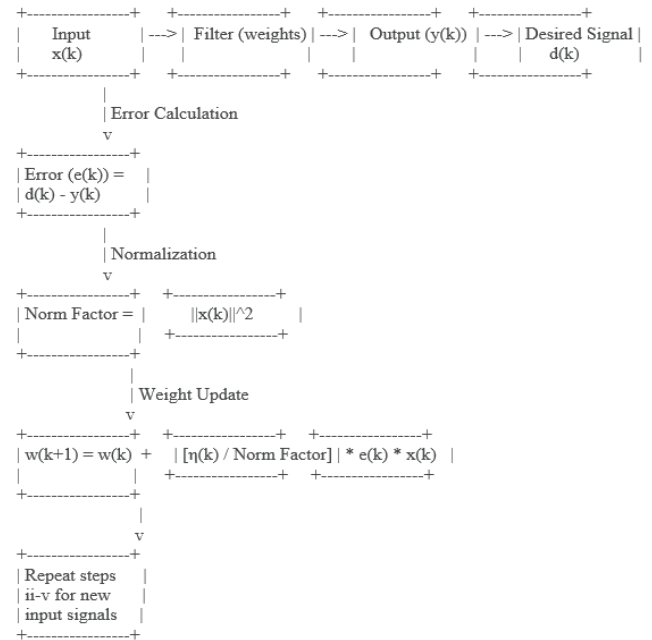 +-----------------+ +-----------------+ +-----------------+ +-----------------+
| Input |---> | Filter (weights) |---> | Output (y(k)) |---> | Desired Signal |
| x(k) | | | | | | d(k) |
+-----------------+ +-----------------+ +-----------------+ +-----------------+
|
| Error Calculation
v
+-----------------+
| Error (e(k)) = |
| d(k) - y(k) |
+-----------------+
|
| Normalization
v
+-----------------+ +-----------------+
| Norm Factor = | ||x(k)||^2 |
| | +-----------------+
+-----------------+
|
| Weight Update
v
+-----------------+ +-----------------+ +-----------------+
| w(k+1) = w(k) + | [η(k) / Norm Factor] | * e(k) * x(k) |
| | +-----------------+ +-----------------+
+-----------------+
|
v
+-----------------+
| Repeat steps |
| ii-v for new |
| input signals |
+-----------------+